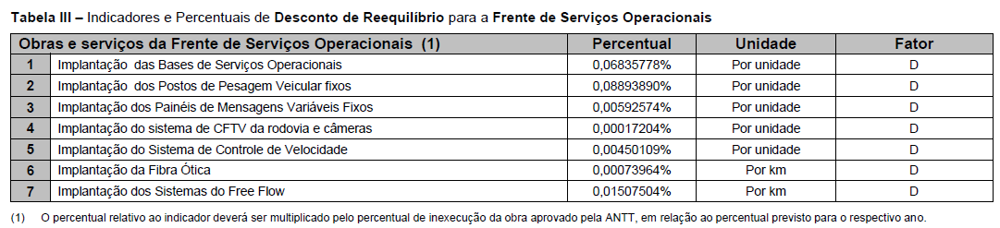 Tabela III – Indicadores e Percentuais de Desconto de Reequilíbrio para a Frente de Serviços Operacionais
Obras e serviços da Frente de Serviços Operacionais (1) Percentual Unidade Fator
1 Implantação das Bases de Serviços Operacionais 0,06835778% Por unidade D
2 Implantação dos Postos de Pesagem Veicular fixos 0,08893890% Por unidade D
3 Implantação dos Painéis de Mensagens Variáveis Fixos 0,00592574% Por unidade D
4 Implantação do sistema de CFTV da rodovia e câmeras 0,00017204% Por unidade D
5 Implantação do Sistema de Controle de Velocidade 0,00450109% Por unidade D
6 Implantação da Fibra Ótica 0,00073964% Por km D
7 Implantação dos Sistemas do Free Flow 0,01507504% Por km D
(1) O percentual relativo ao indicador deverá ser multiplicado pelo percentual de inexecução da obra aprovado pela ANTT, em relação ao percentual previsto para o respectivo ano.